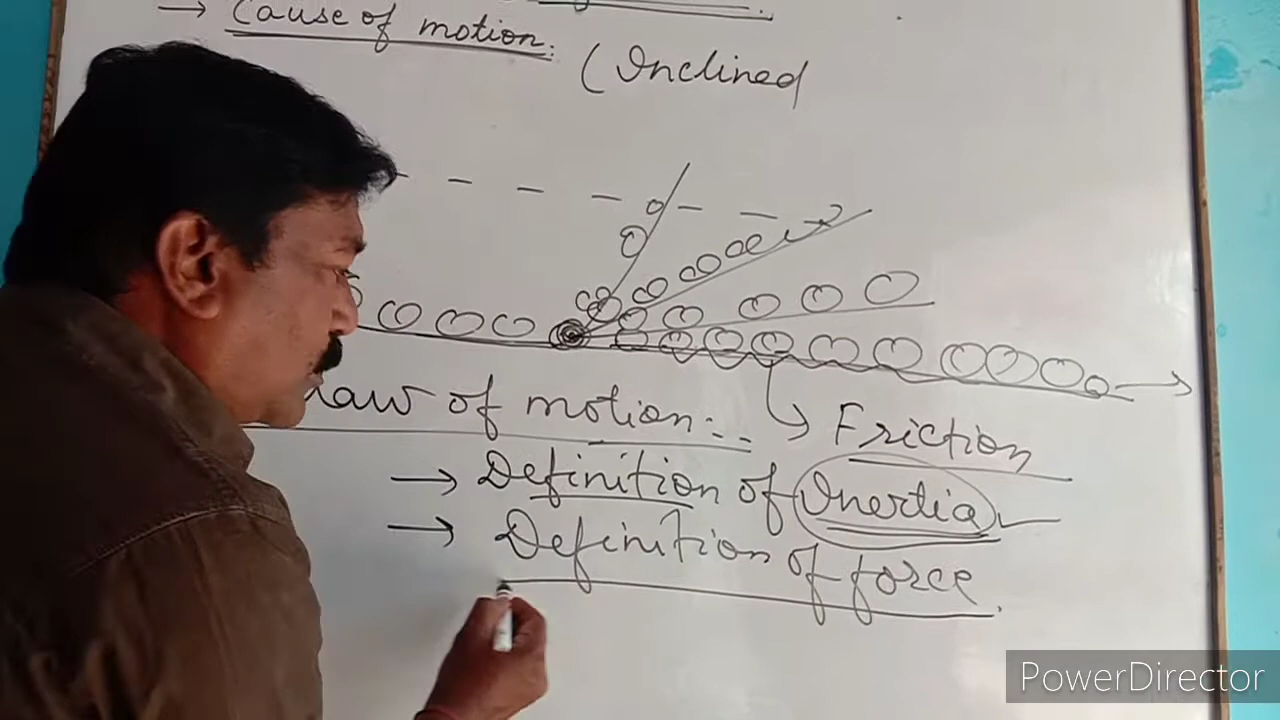 → Cause of motion:
(Inclined
Law of motion:-
Friction
→ Definition of Inertia
→ Definition of force
PowerDirector